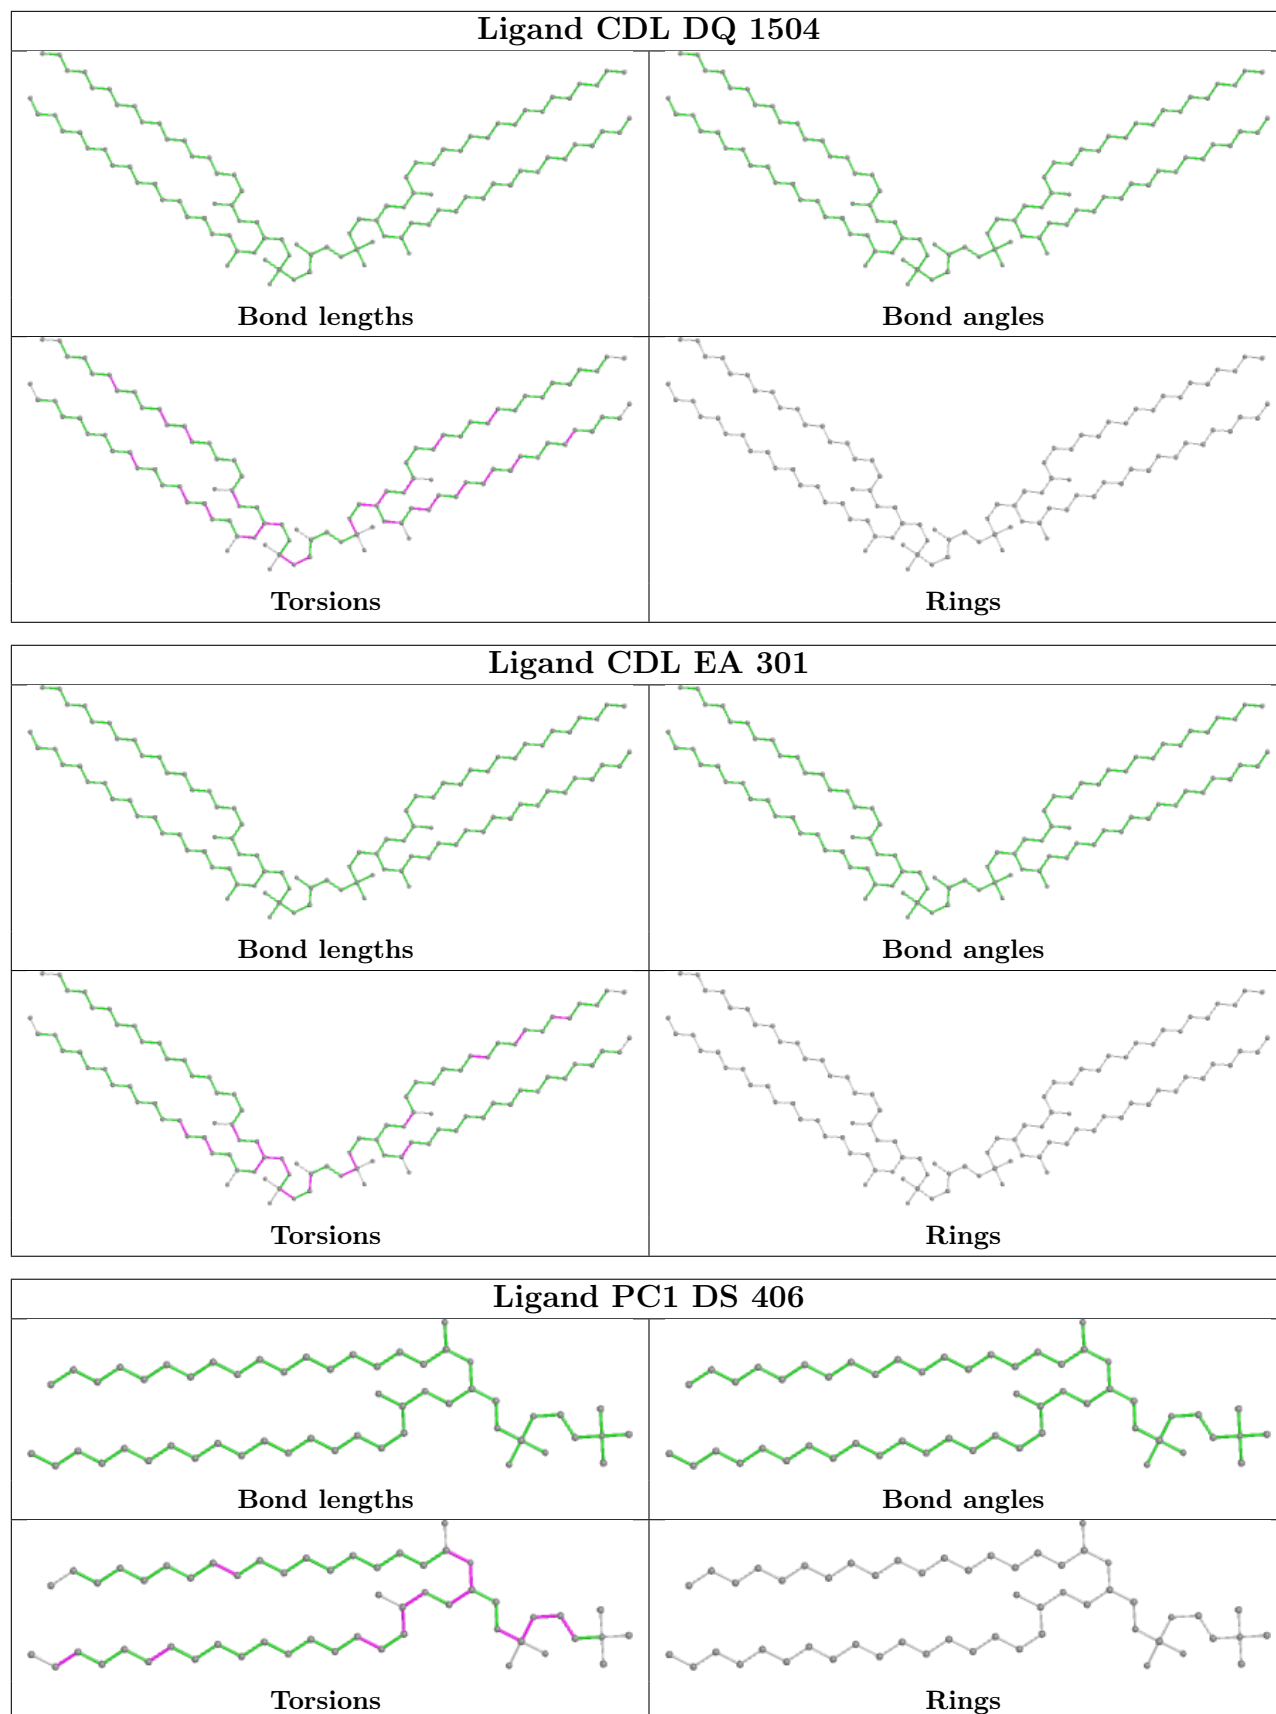 Ligand CDL DQ 1504
Bond lengths
Bond angles
Torsions
Rings
Ligand CDL EA 301
Bond lengths
Bond angles
Torsions
Rings
Ligand PC1 DS 406
Bond lengths
Bond angles
Torsions
Rings